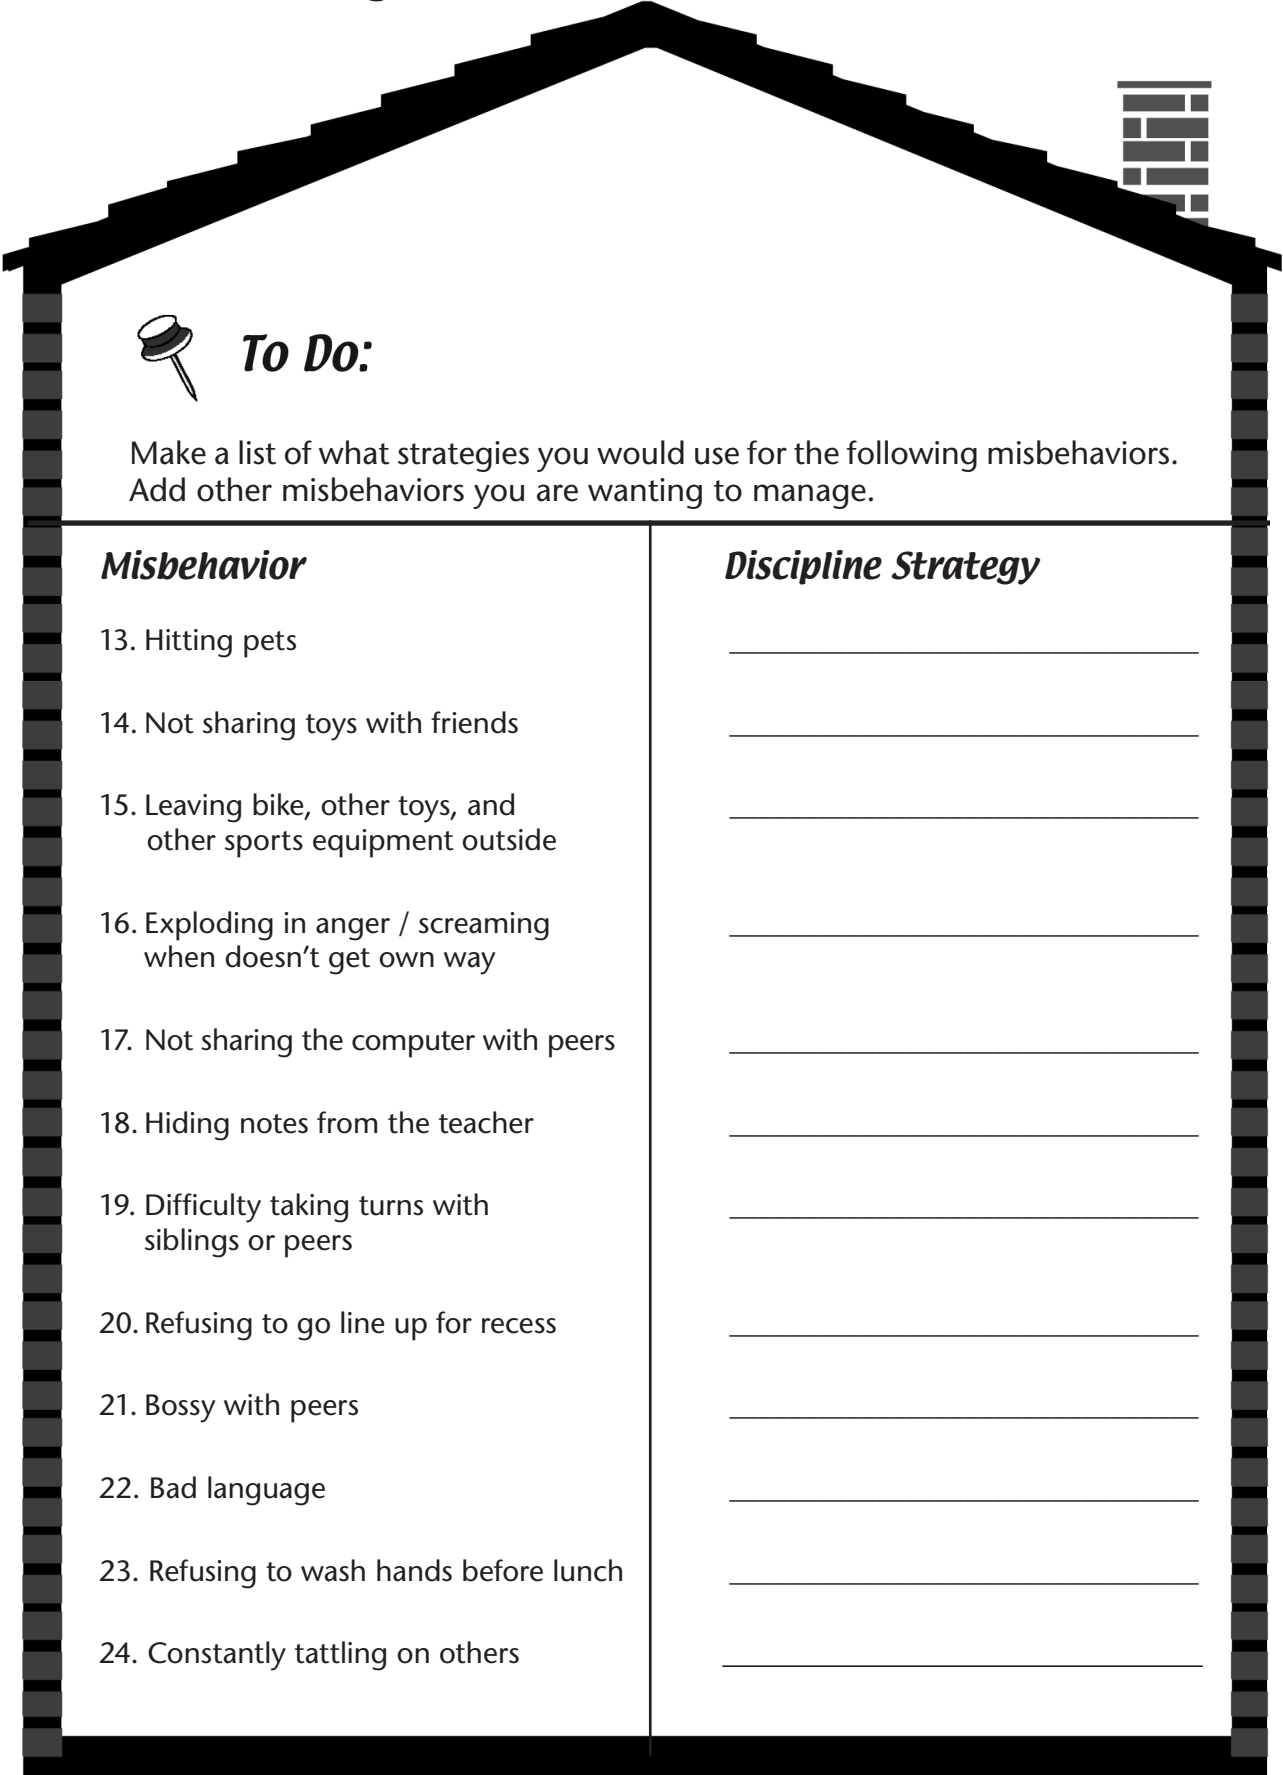 To Do:
Make a list of what strategies you would use for the following misbehaviors.
Add other misbehaviors you are wanting to manage.
Misbehavior
Discipline Strategy
13. Hitting pets
14. Not sharing toys with friends
15. Leaving bike, other toys, and
other sports equipment outside
16. Exploding in anger / screaming
when doesn't get own way
17. Not sharing the computer with peers
18. Hiding notes from the teacher
19. Difficulty taking turns with
siblings or peers
20. Refusing to go line up for recess
21. Bossy with peers
22. Bad language
23. Refusing to wash hands before lunch
24. Constantly tattling on others